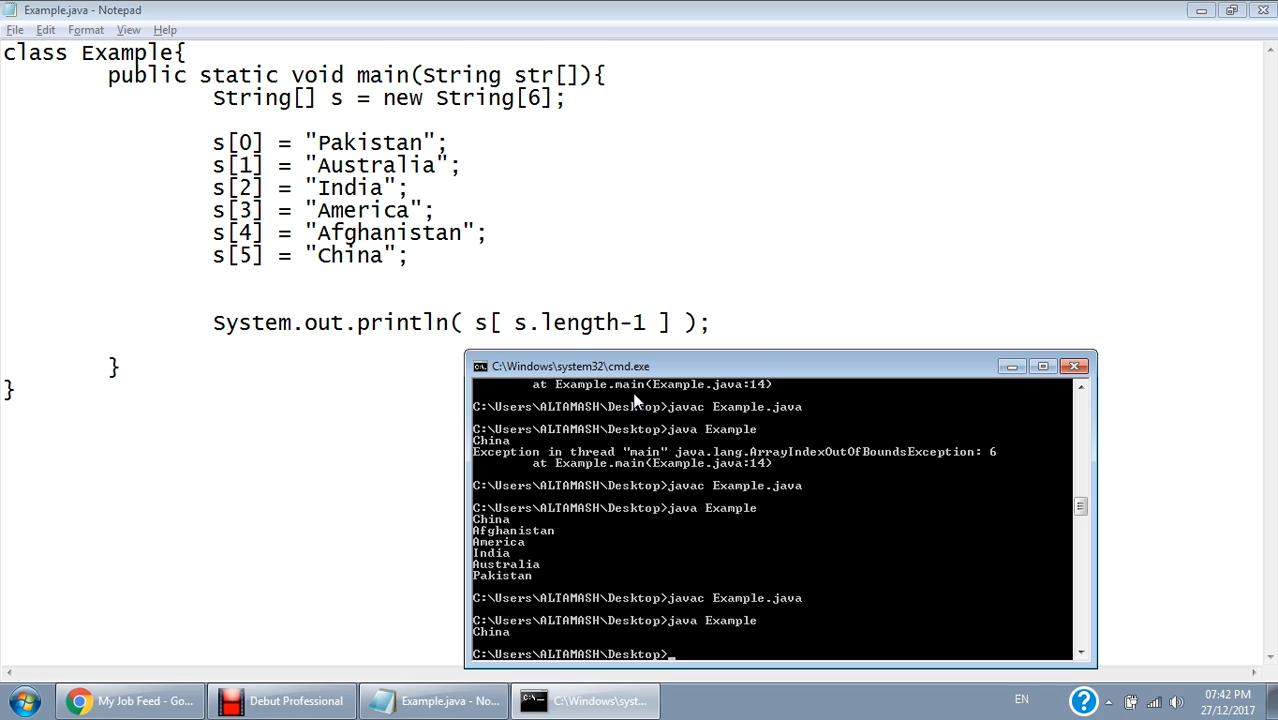 Example.java - Notepad
File Edit Format View Help
class Example{
public static void main(String str[]){
String[] s = new String[6];
s[0] = "Pakistan";
s[1] = "Australia";
s[2] = "India";
s[3] = "America";
s[4] = "Afghanistan";
s[5] = "China";
System.out.println( s[ s.length-1 ] );
}
}
C:\Windows\system32\cmd.exe
at Example.main(Example.java:14)
C:\Users\ALTAMASH\Desktop>javac Example.java
C:\Users\ALTAMASH\Desktop>java Example
China
Exception in thread "main" java.lang.ArrayIndexOutOfBoundsException: 6
at Example.main(Example.java:14)
C:\Users\ALTAMASH\Desktop>javac Example.java
C:\Users\ALTAMASH\Desktop>java Example
China
Afghanistan
America
India
Australia
Pakistan
C:\Users\ALTAMASH\Desktop>javac Example.java
C:\Users\ALTAMASH\Desktop>java Example
China
C:\Users\ALTAMASH\Desktop>_
My Job Feed - Go... Debut Professional Example.java - No... C:\Windows\syst... EN 07:42 PM
27/12/2017